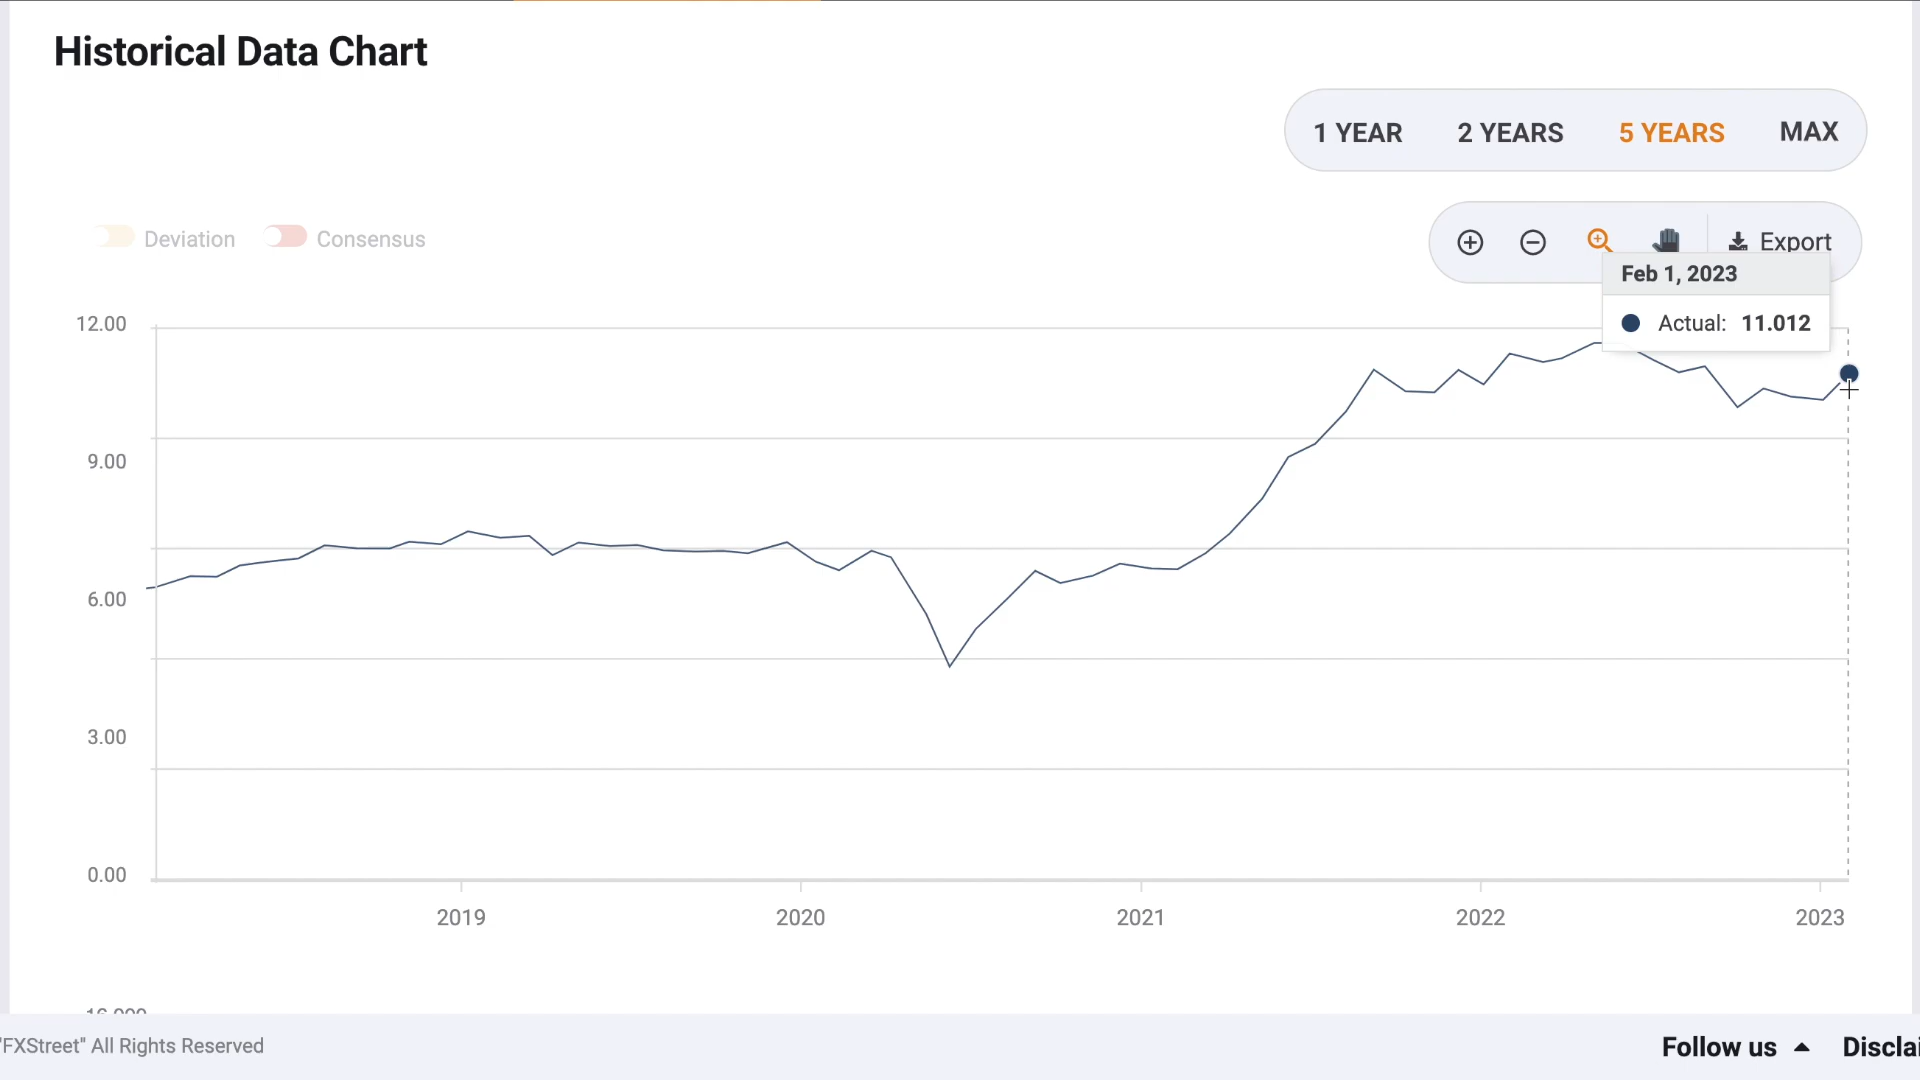 Historical Data Chart
1 YEAR 2 YEARS 5 YEARS MAX
Deviation Consensus
Export
Feb 1, 2023
Actual: 11.012
12.00
9.00
6.00
3.00
0.00
2019 2020 2021 2022 2023
"FXStreet" All Rights Reserved
Follow us